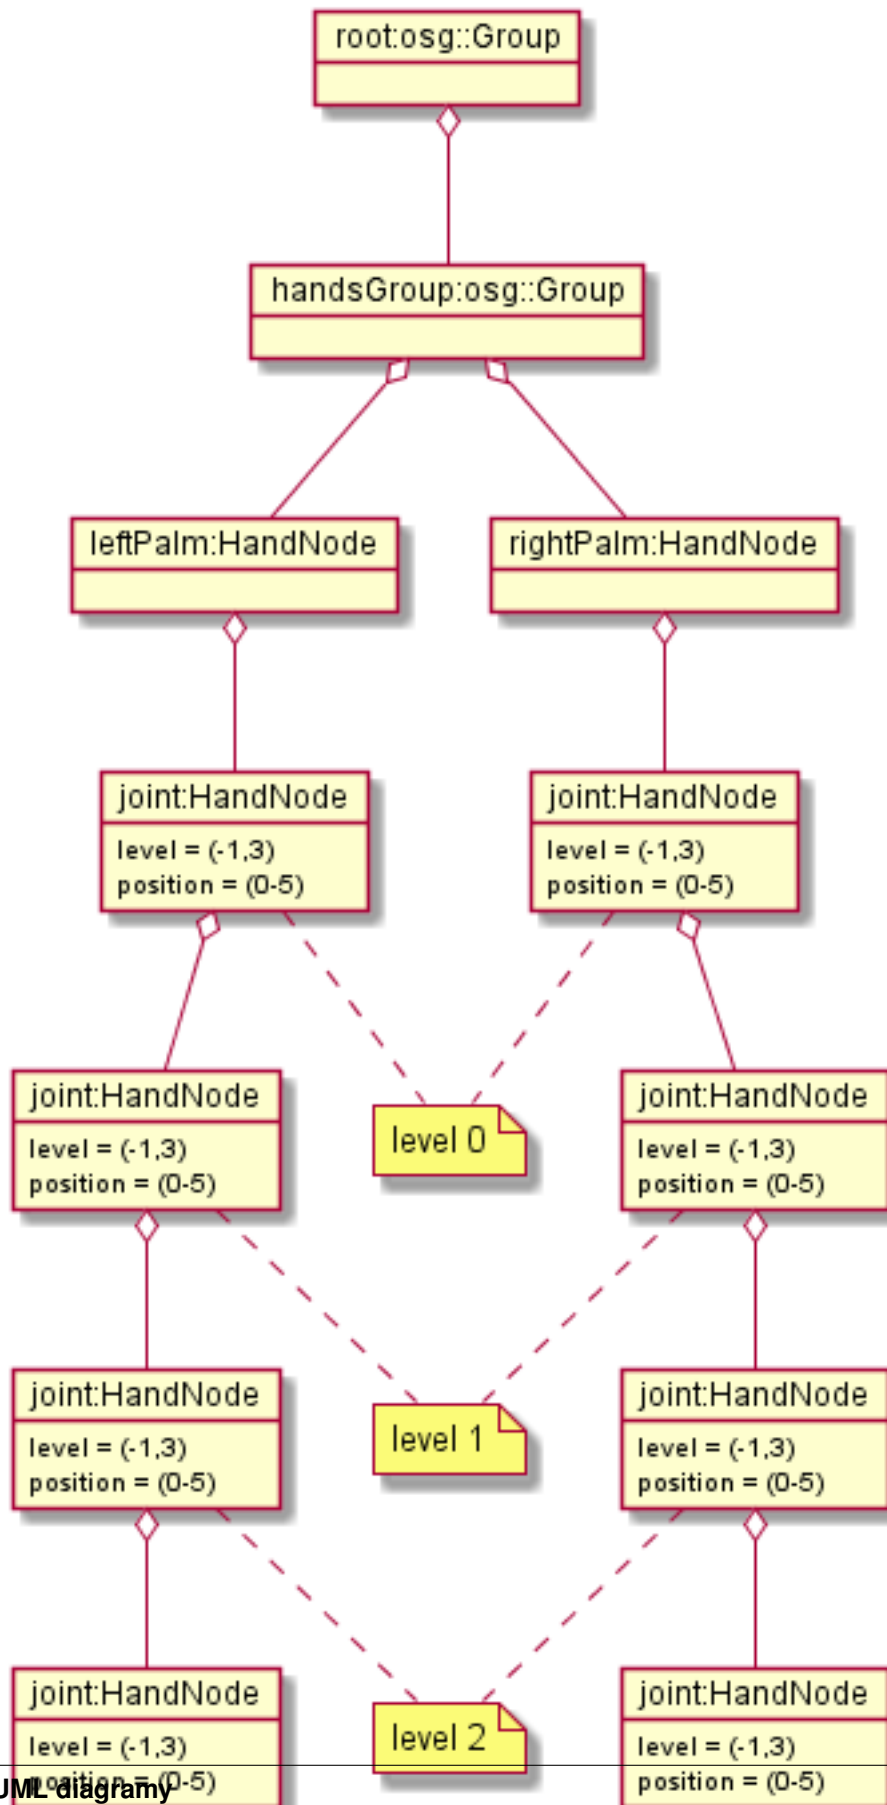 root:osg::Group
handsGroup:osg::Group
leftPalm:HandNode
rightPalm:HandNode
joint:HandNode
level = (-1,3)
position = (0-5)
joint:HandNode
level = (-1,3)
position = (0-5)
joint:HandNode
level = (-1,3)
position = (0-5)
level 0
joint:HandNode
level = (-1,3)
position = (0-5)
joint:HandNode
level = (-1,3)
position = (0-5)
level 1
joint:HandNode
level = (-1,3)
position = (0-5)
joint:HandNode
level = (-1,3)
position = (0-5)
level 2
joint:HandNode
level = (-1,3)
position = (0-5)
UML diagramy